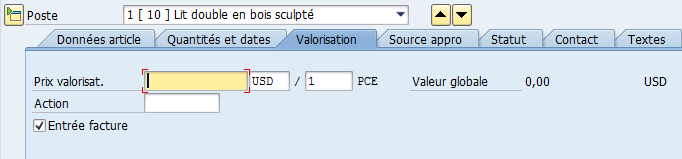 Poste 1 [ 10 ] Lit double en bois sculpté
Données article Quantités et dates Valorisation Source appro Statut Contact Textes
Prix valorisat. USD / 1 PCE Valeur globale 0,00 USD
Action
Entrée facture